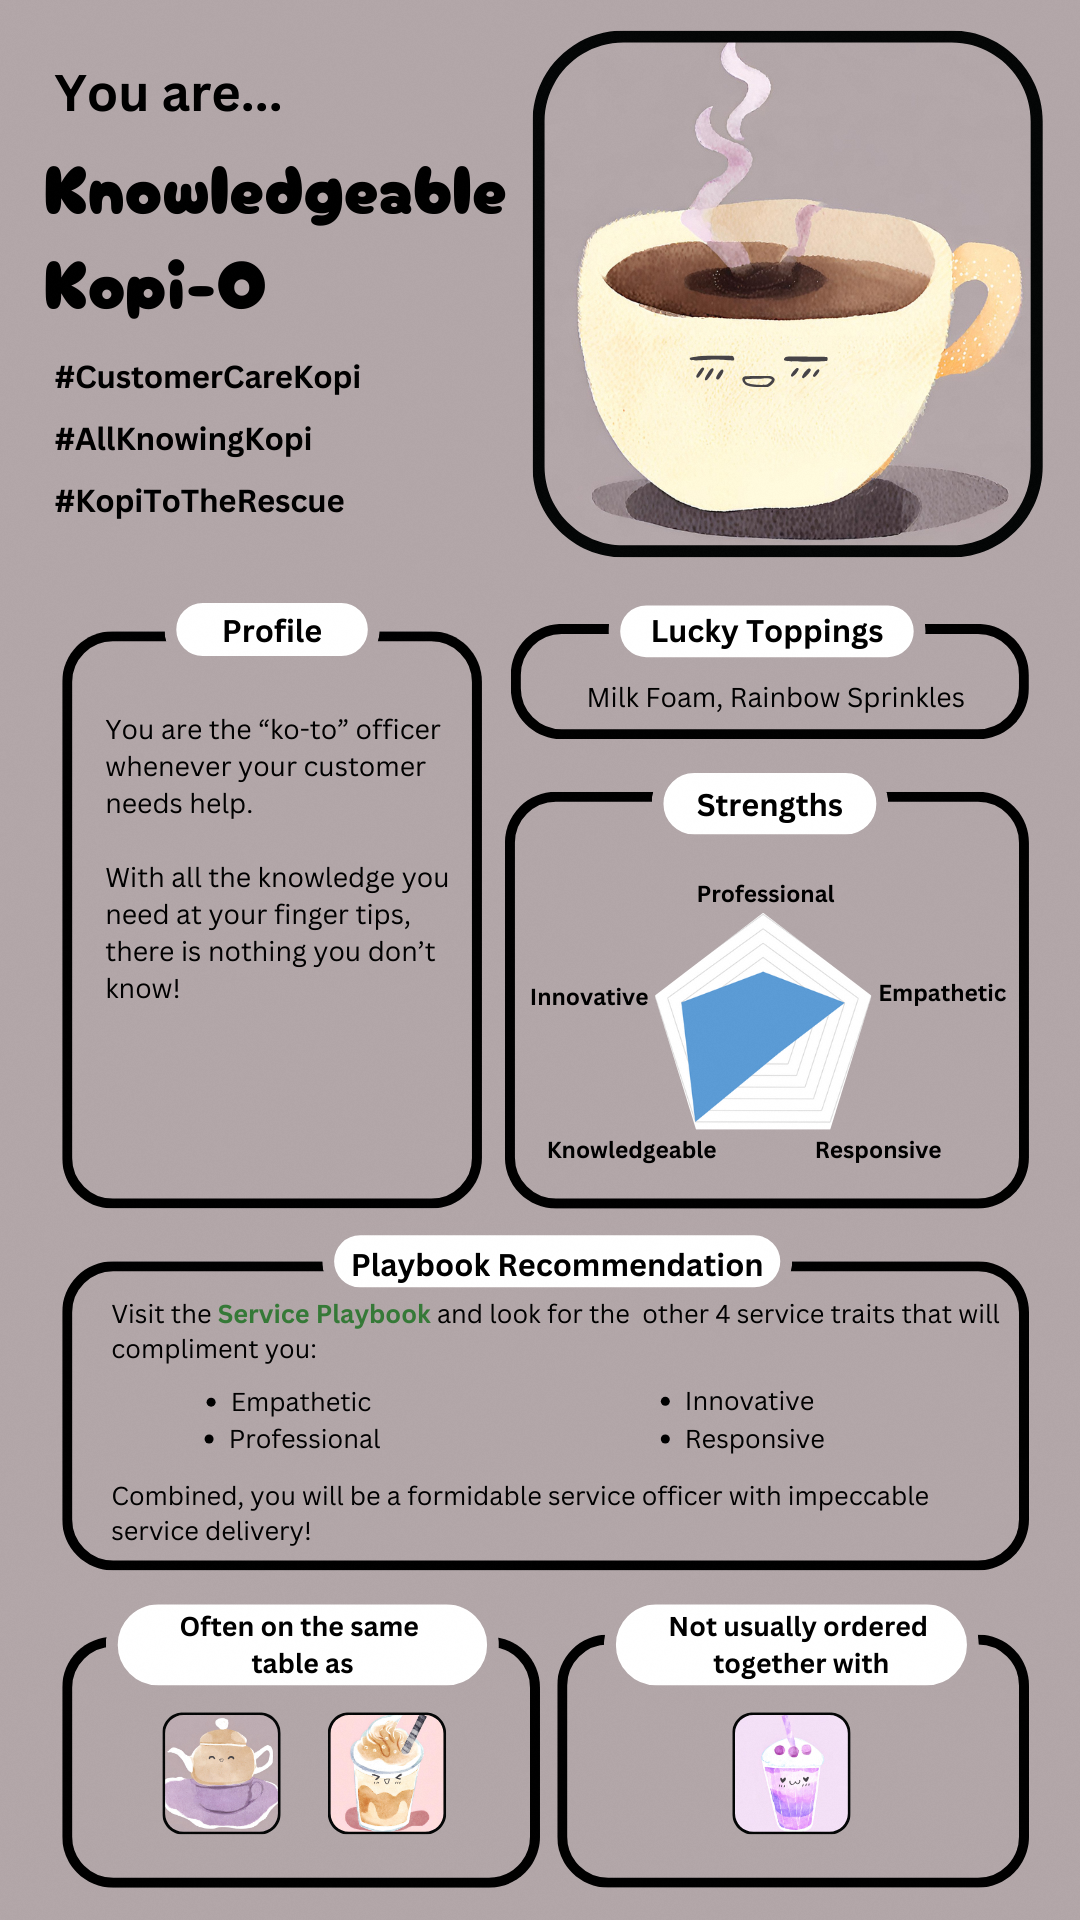 You are...
Knowledgeable
Kopi-O
#CustomerCareKopi
#AllKnowingKopi
#KopiToTheRescue
Profile
You are the “ko-to” officer
whenever your customer
needs help.
With all the knowledge you
need at your finger tips,
there is nothing you don’t
know!
Lucky Toppings
Milk Foam, Rainbow Sprinkles
Strengths
Professional
Innovative
Empathetic
Knowledgeable
Responsive
Playbook Recommendation
Visit the Service Playbook and look for the other 4 service traits that will
compliment you:
• Empathetic
• Professional
• Innovative
• Responsive
Combined, you will be a formidable service officer with impeccable
service delivery!
Often on the same
table as
Not usually ordered
together with